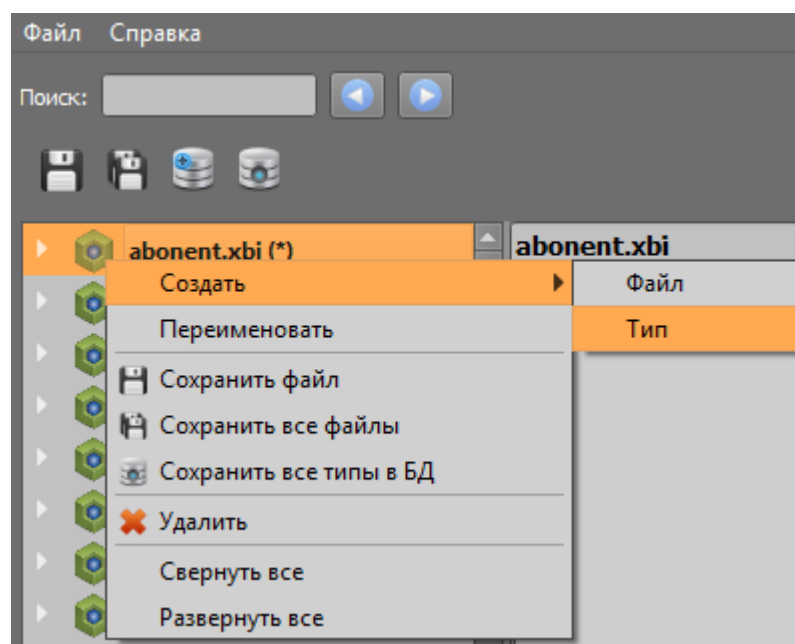 Файл Справка
Поиск:
abonent.xbi (*)
abonent.xbi
Создать
Файл
Переименовать
Тип
Сохранить файл
Сохранить все файлы
Сохранить все типы в БД
Удалить
Свернуть все
Развернуть все